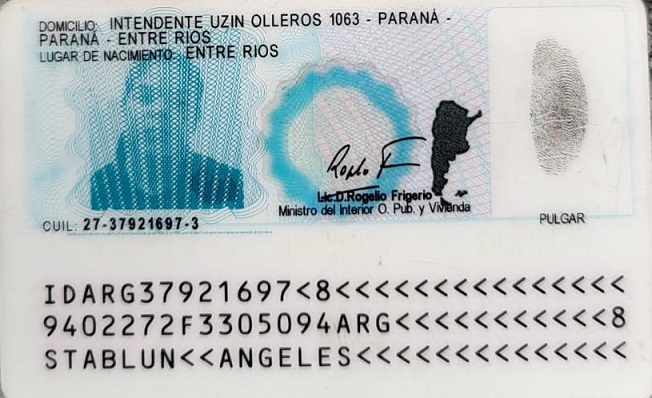 DOMICILIO: INTENDENTE UZIN OLLEROS 1063 - PARANÁ -
PARANÁ - ENTRE RIOS
LUGAR DE NACIMIENTO: ENTRE RIOS
Lic.D.Rogelio Frigerio
Ministro del Interior O. Pub. y Vivienda
CUIL: 27-37921697-3
PULGAR
IDARG37921697<8<<<<<<<<<<<<<<<
9402272F3305094ARG<<<<<<<<<<<8
STABLUN<<ANGELES<<<<<<<<<<<<<<